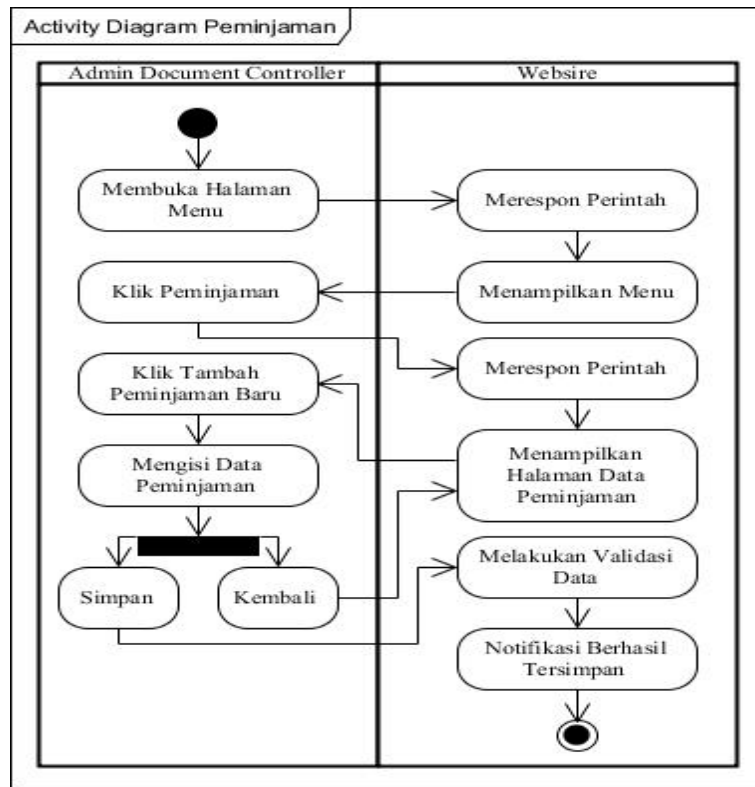 Activity Diagram Peminjaman
Admin Document Controller
Websire
Membuka Halaman
Menu
Merespon Perintah
Klik Peminjaman
Menampilkan Menu
Klik Tambah
Peminjaman Baru
Merespon Perintah
Mengisi Data
Peminjaman
Menampilkan
Halaman Data
Peminjaman
Simpan
Kembali
Melakukan Validasi
Data
Notifikasi Berhasil
Tersimpan